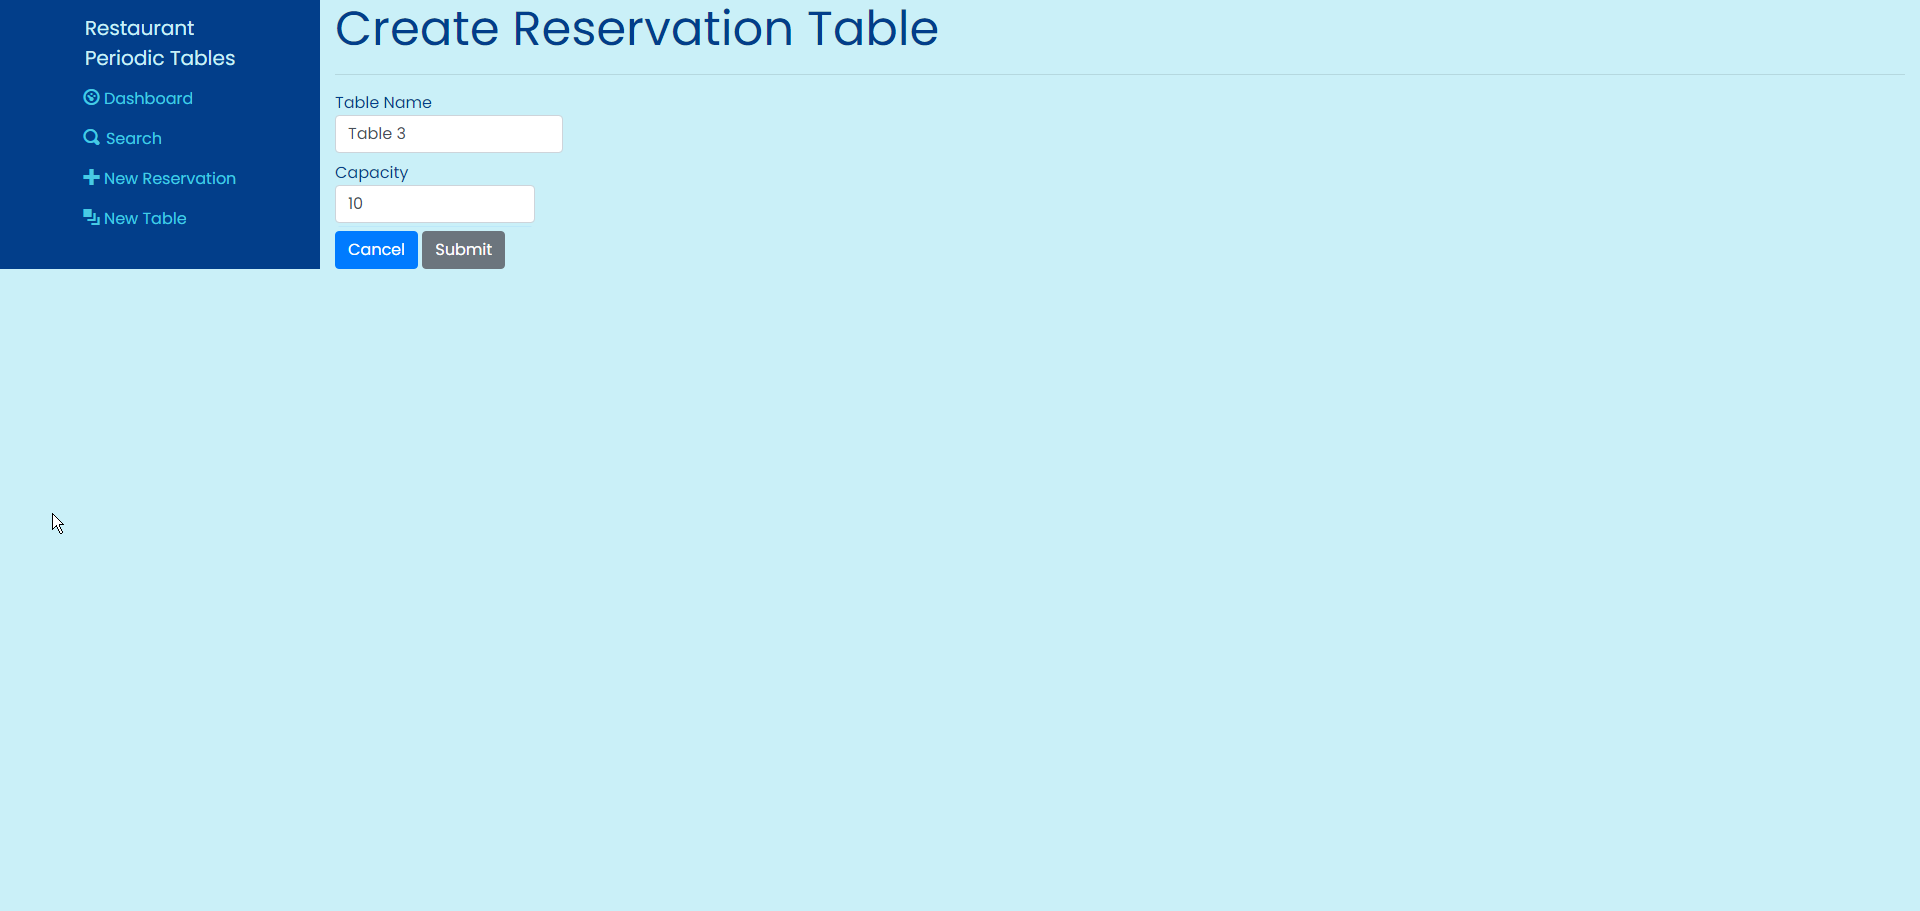 Restaurant
Periodic Tables
Dashboard
Search
New Reservation
New Table
Create Reservation Table
Table Name
Table 3
Capacity
10
Cancel Submit